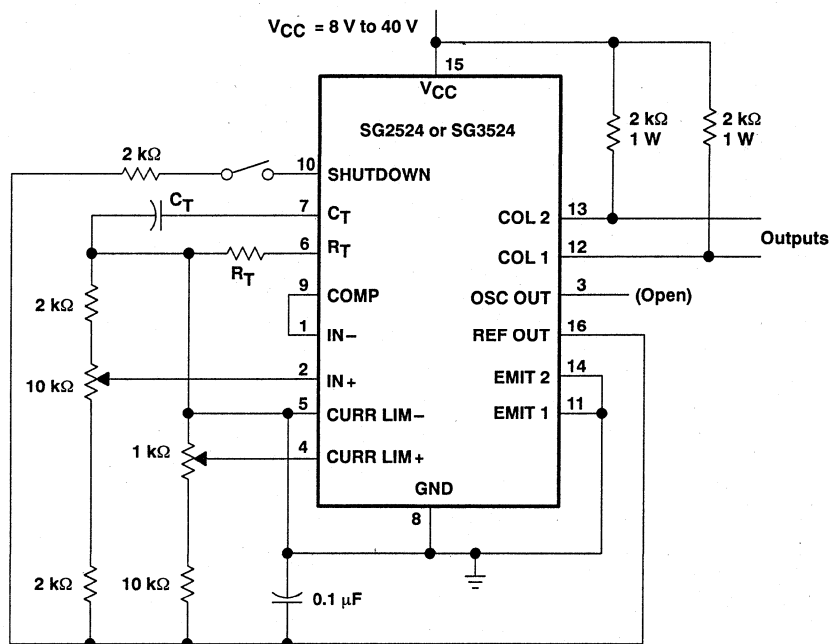 VCC = 8 V to 40 V
15
VCC
SG2524 or SG3524
2 kΩ
1 W
2 kΩ
1 W
2 kΩ
10
SHUTDOWN
CT
7
CT
COL 2
13
Outputs
RT
6
RT
COL 1
12
2 kΩ
9
COMP
OSC OUT
3
(Open)
1
IN−
REF OUT
16
10 kΩ
2
IN+
EMIT 2
14
5
CURR LIM−
EMIT 1
11
1 kΩ
4
CURR LIM+
GND
8
2 kΩ
10 kΩ
0.1 µF